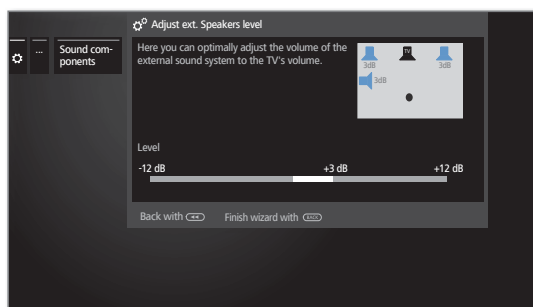 Adjust ext. Speakers level
...
Sound com-
ponents
Here you can optimally adjust the volume of the
external sound system to the TV's volume.
TV
3dB
3dB
3dB
Level
-12 dB
+3 dB
+12 dB
Back with
Finish wizard with BACK